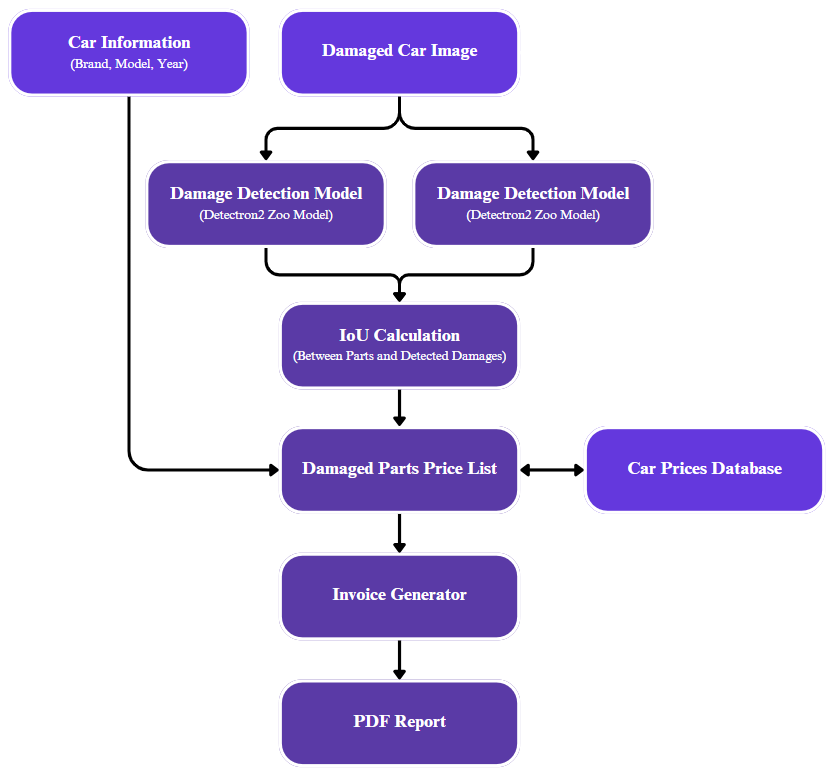 Car Information
(Brand, Model, Year)
Damaged Car Image
Damage Detection Model
(Detectron2 Zoo Model)
Damage Detection Model
(Detectron2 Zoo Model)
IoU Calculation
(Between Parts and Detected Damages)
Damaged Parts Price List
Car Prices Database
Invoice Generator
PDF Report